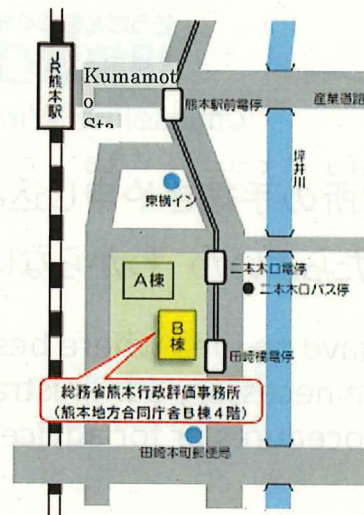 JR熊本駅
Kumamot
o
Sta
熊本駅前電停
産業道路
坪井川
東横イン
二本木口電停
二本木口バス停
A棟
B棟
田崎橋電停
総務省熊本行政評価事務所
(熊本地方合同庁舎B棟4階)
田崎本町郵便局